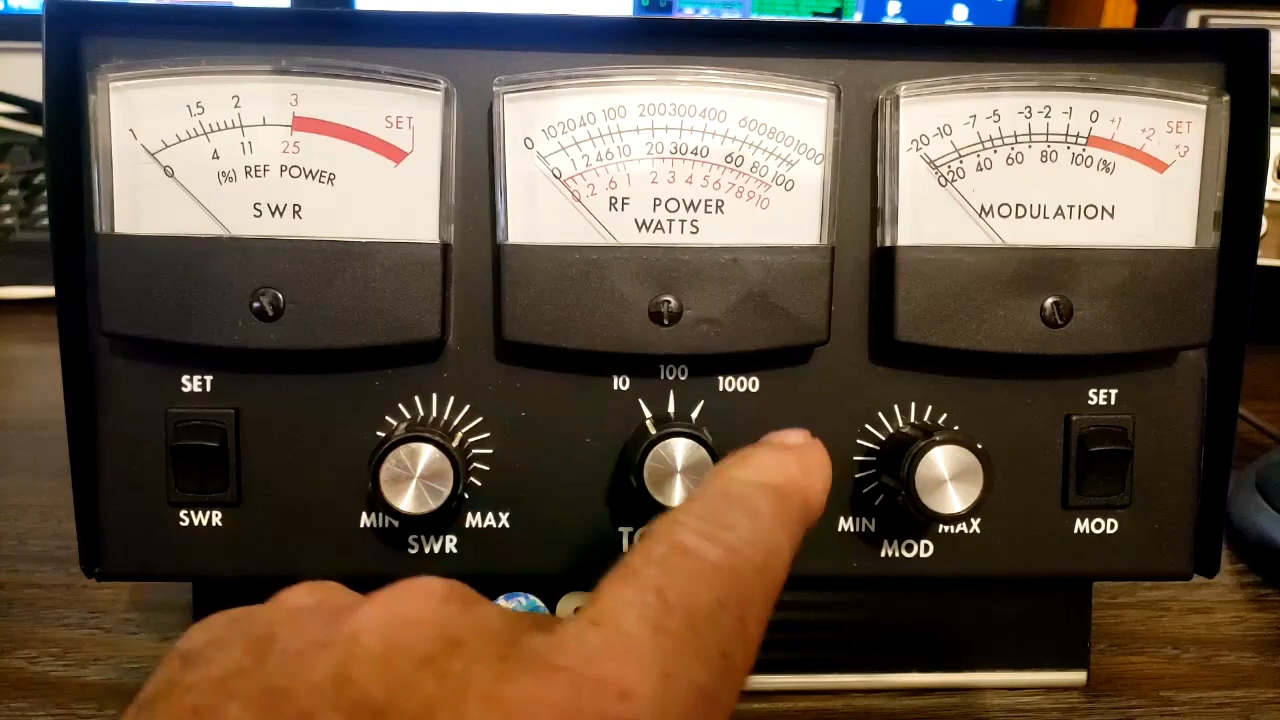 1 1.5 2 3 SET
0 4 11 25
(%) REF POWER
SWR
0 10 20 40 100 200 300 400 600 800 1000
0 1 2 4 6 10 20 30 40 60 80 100
0 .2 .6 1 2 3 4 5 6 7 8 9 10
RF POWER
WATTS
-20 -10 -7 -5 -3 -2 -1 0 +1 +2 +3 SET
0 20 40 60 80 100 (%)
MODULATION
SET
SWR
MIN MAX
SWR
10 100 1000
MIN MAX
MOD
SET
MOD